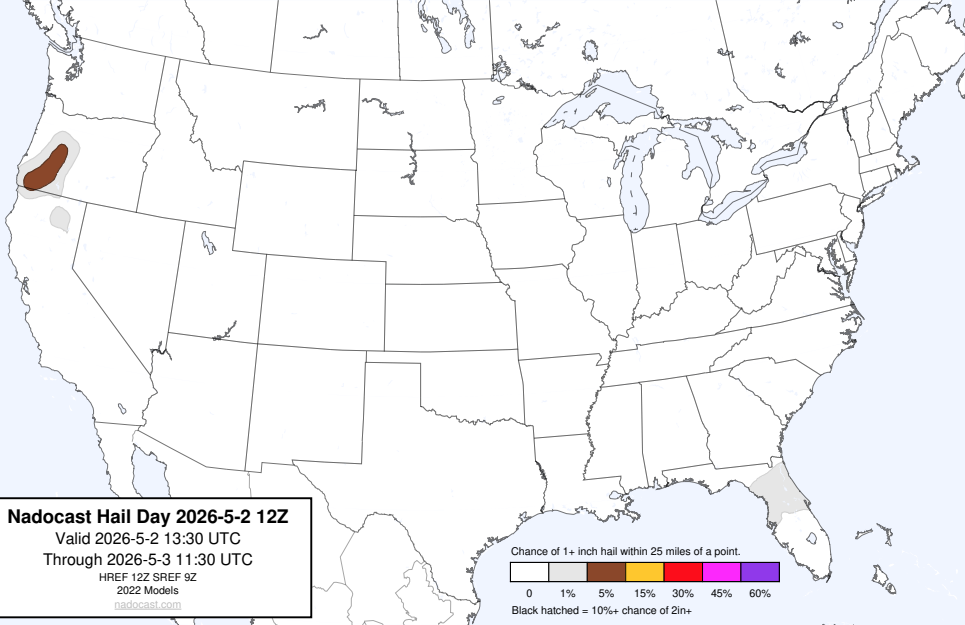 Nadocast Hail Day 2026-5-2 12Z
Valid 2026-5-2 13:30 UTC
Through 2026-5-3 11:30 UTC
HREF 12Z SREF 9Z
2022 Models
nadocast.com
Chance of 1+ inch hail within 25 miles of a point.
0 1% 5% 15% 30% 45% 60%
Black hatched = 10%+ chance of 2in+